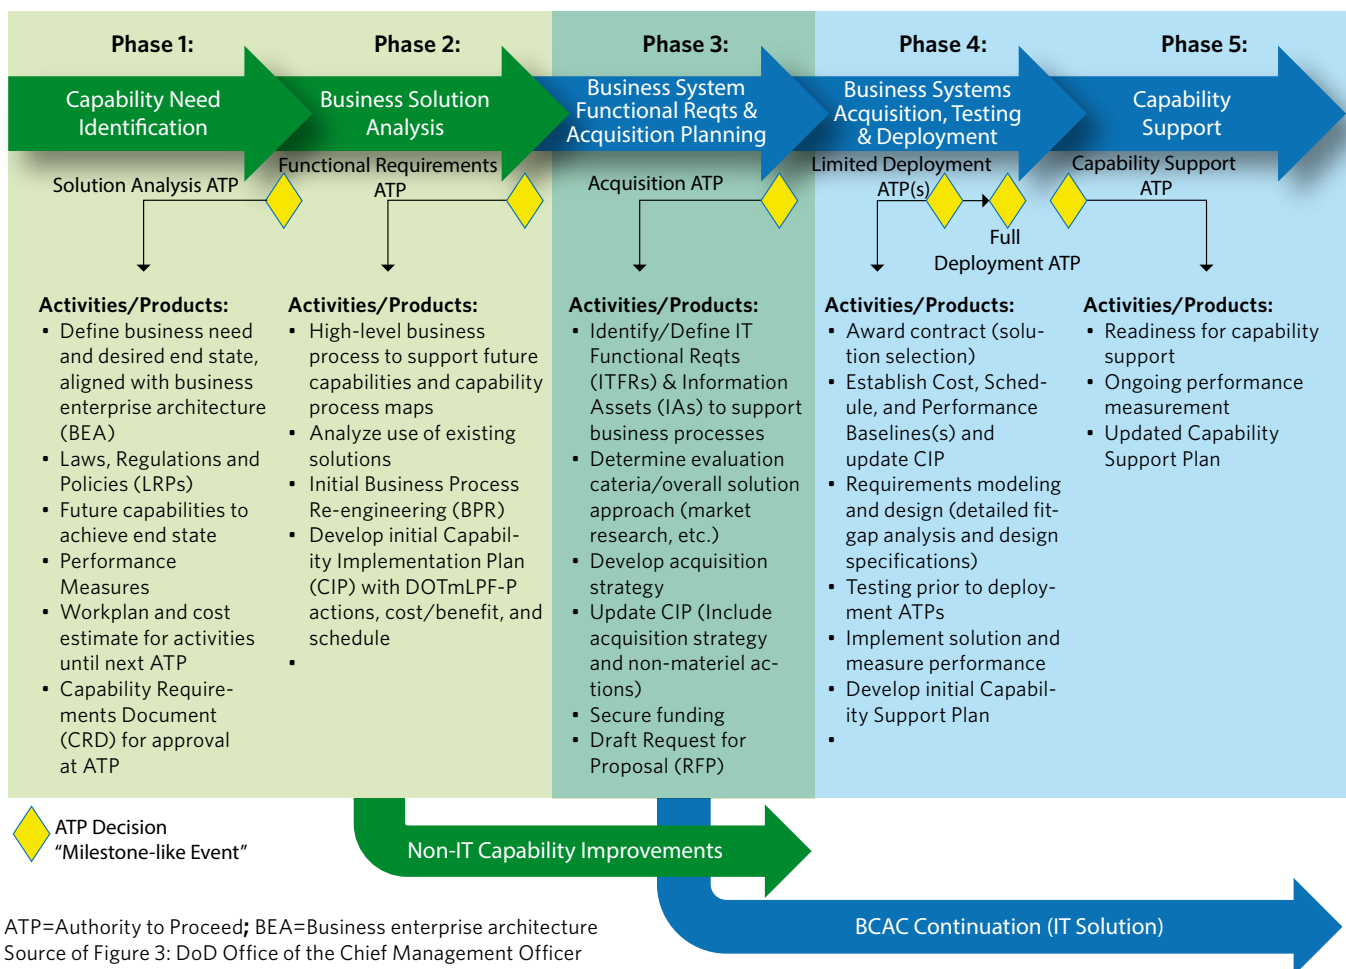 Phase 1:
Capability Need
Identification
Solution Analysis ATP
Activities/Products:
• Define business need
and desired end state,
aligned with business
enterprise architecture
(BEA)
• Laws, Regulations and
Policies (LRPs)
• Future capabilities to
achieve end state
• Performance
Measures
• Workplan and cost
estimate for activities
until next ATP
• Capability Require-
ments Document
(CRD) for approval
at ATP
Phase 2:
Business Solution
Analysis
Functional Requirements
ATP
Activities/Products:
• High-level business
process to support future
capabilities and capability
process maps
• Analyze use of existing
solutions
• Initial Business Process
Re-engineering (BPR)
• Develop initial Capabil-
ity Implementation Plan
(CIP) with DOTmLPF-P
actions, cost/benefit, and
schedule
•
Phase 3:
Business System
Functional Reqts &
Acquisition Planning
Acquisition ATP
Activities/Products:
• Identify/Define IT
Functional Reqts
(ITFRs) & Information
Assets (IAs) to support
business processes
• Determine evaluation
cateria/overall solution
approach (market
research, etc.)
• Develop acquisition
strategy
• Update CIP (Include
acquisition strategy
and non-materiel ac-
tions)
• Secure funding
• Draft Request for
Proposal (RFP)
Phase 4:
Business Systems
Acquisition, Testing
& Deployment
Limited Deployment
ATP(s)
Full
Deployment ATP
Activities/Products:
• Award contract (solu-
tion selection)
• Establish Cost, Sched-
ule, and Performance
Baselines(s) and
update CIP
• Requirements modeling
and design (detailed fit-
gap analysis and design
specifications)
• Testing prior to deploy-
ment ATPs
• Implement solution and
measure performance
• Develop initial Capabil-
ity Support Plan
•
Phase 5:
Capability
Support
Capability Support
ATP
Activities/Products:
• Readiness for capability
support
• Ongoing performance
measurement
• Updated Capability
Support Plan
ATP Decision
“Milestone-like Event”
Non-IT Capability Improvements
BCAC Continuation (IT Solution)
ATP=Authority to Proceed; BEA=Business enterprise architecture
Source of Figure 3: DoD Office of the Chief Management Officer